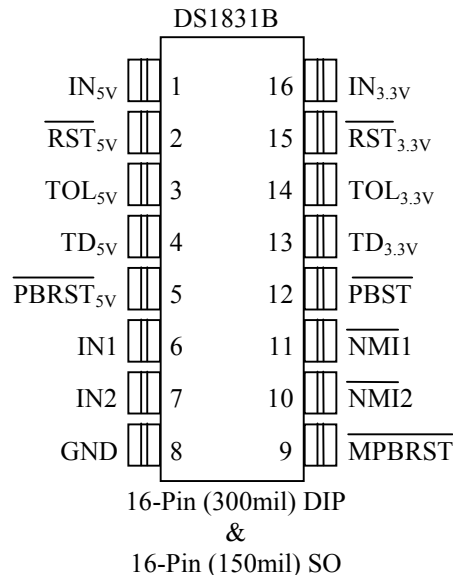 DS1831B
IN5V 1 16 IN3.3V
RST5V 2 15 RST3.3V
TOL5V 3 14 TOL3.3V
TD5V 4 13 TD3.3V
PBRST5V 5 12 PBST
IN1 6 11 NMI1
IN2 7 10 NMI2
GND 8 9 MPBRST
16-Pin (300mil) DIP
&
16-Pin (150mil) SO